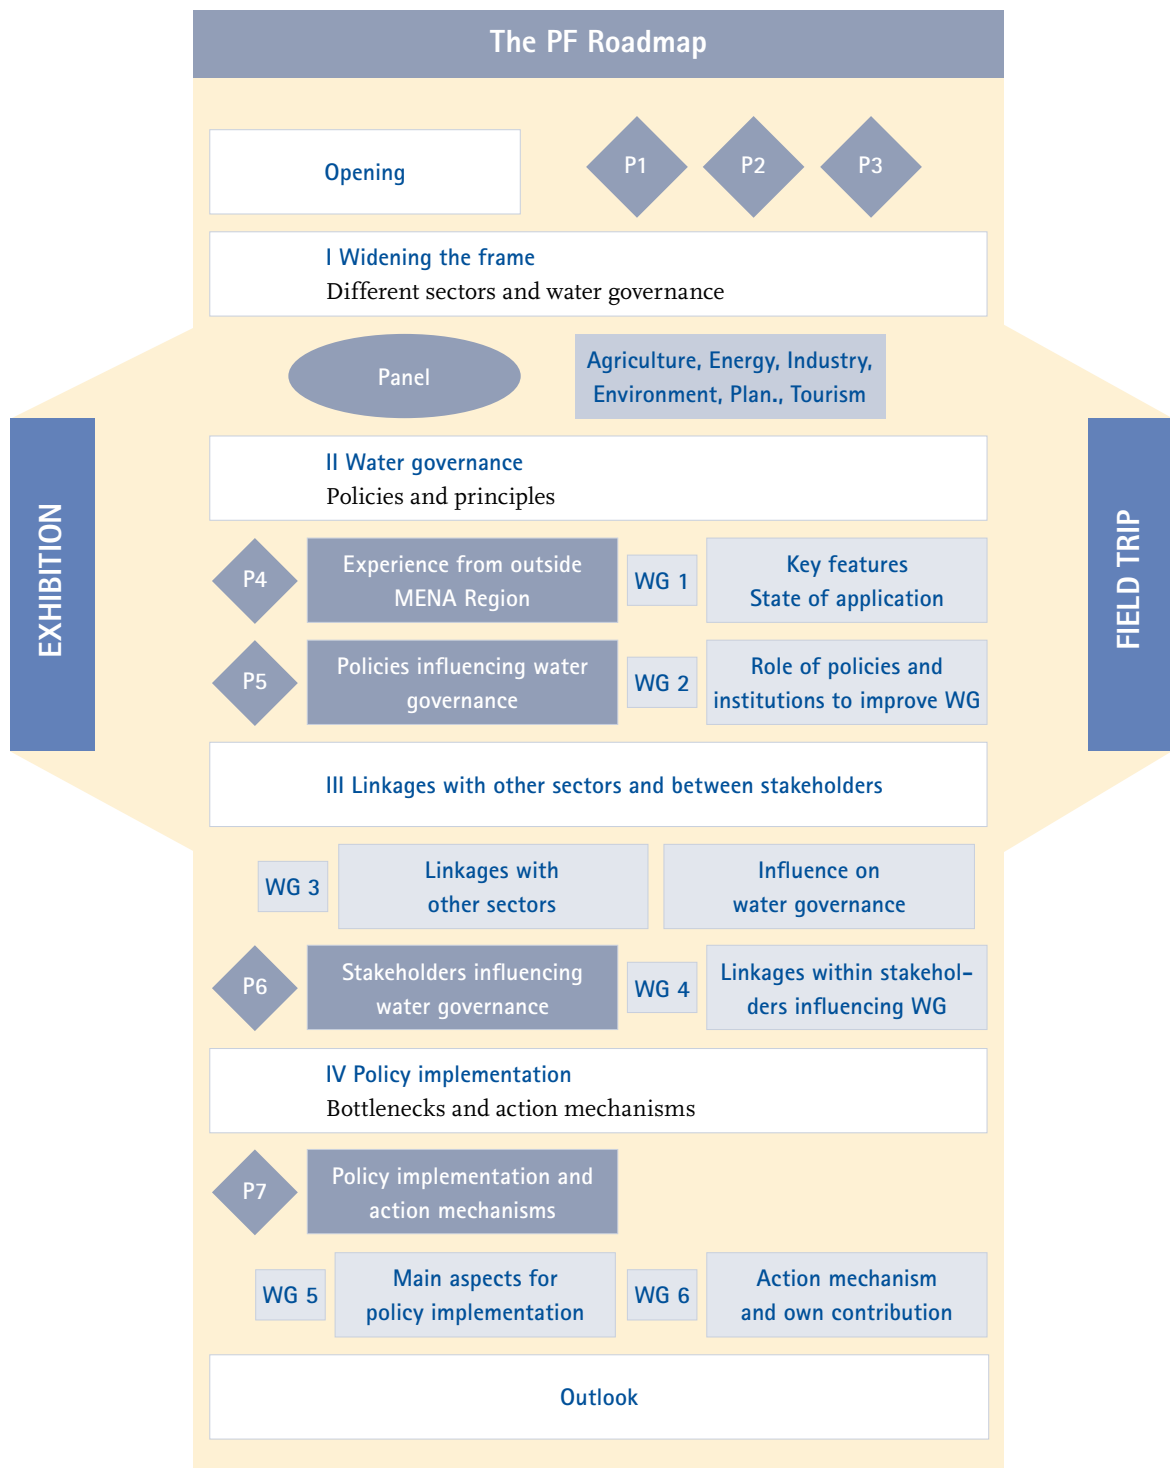 The PF Roadmap
Opening
P1
P2
P3
I Widening the frame
Different sectors and water governance
Panel
Agriculture, Energy, Industry,
Environment, Plan., Tourism
EXHIBITION
FIELD TRIP
II Water governance
Policies and principles
P4
Experience from outside
MENA Region
WG 1
Key features
State of application
P5
Policies influencing water
governance
WG 2
Role of policies and
institutions to improve WG
III Linkages with other sectors and between stakeholders
WG 3
Linkages with
other sectors
Influence on
water governance
P6
Stakeholders influencing
water governance
WG 4
Linkages within stakehol-
ders influencing WG
IV Policy implementation
Bottlenecks and action mechanisms
P7
Policy implementation and
action mechanisms
WG 5
Main aspects for
policy implementation
WG 6
Action mechanism
and own contribution
Outlook